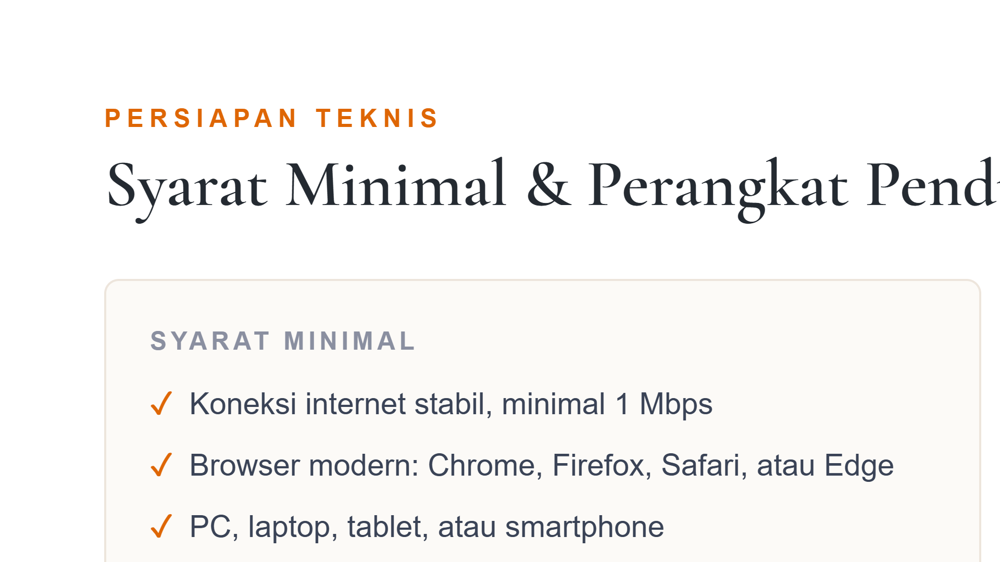 PERSIAPAN TEKNIS
Syarat Minimal & Perangkat
SYARAT MINIMAL
✓ Koneksi internet stabil, minimal 1 Mbps
✓ Browser modern: Chrome, Firefox, Safari, atau Edge
✓ PC, laptop, tablet, atau smartphone